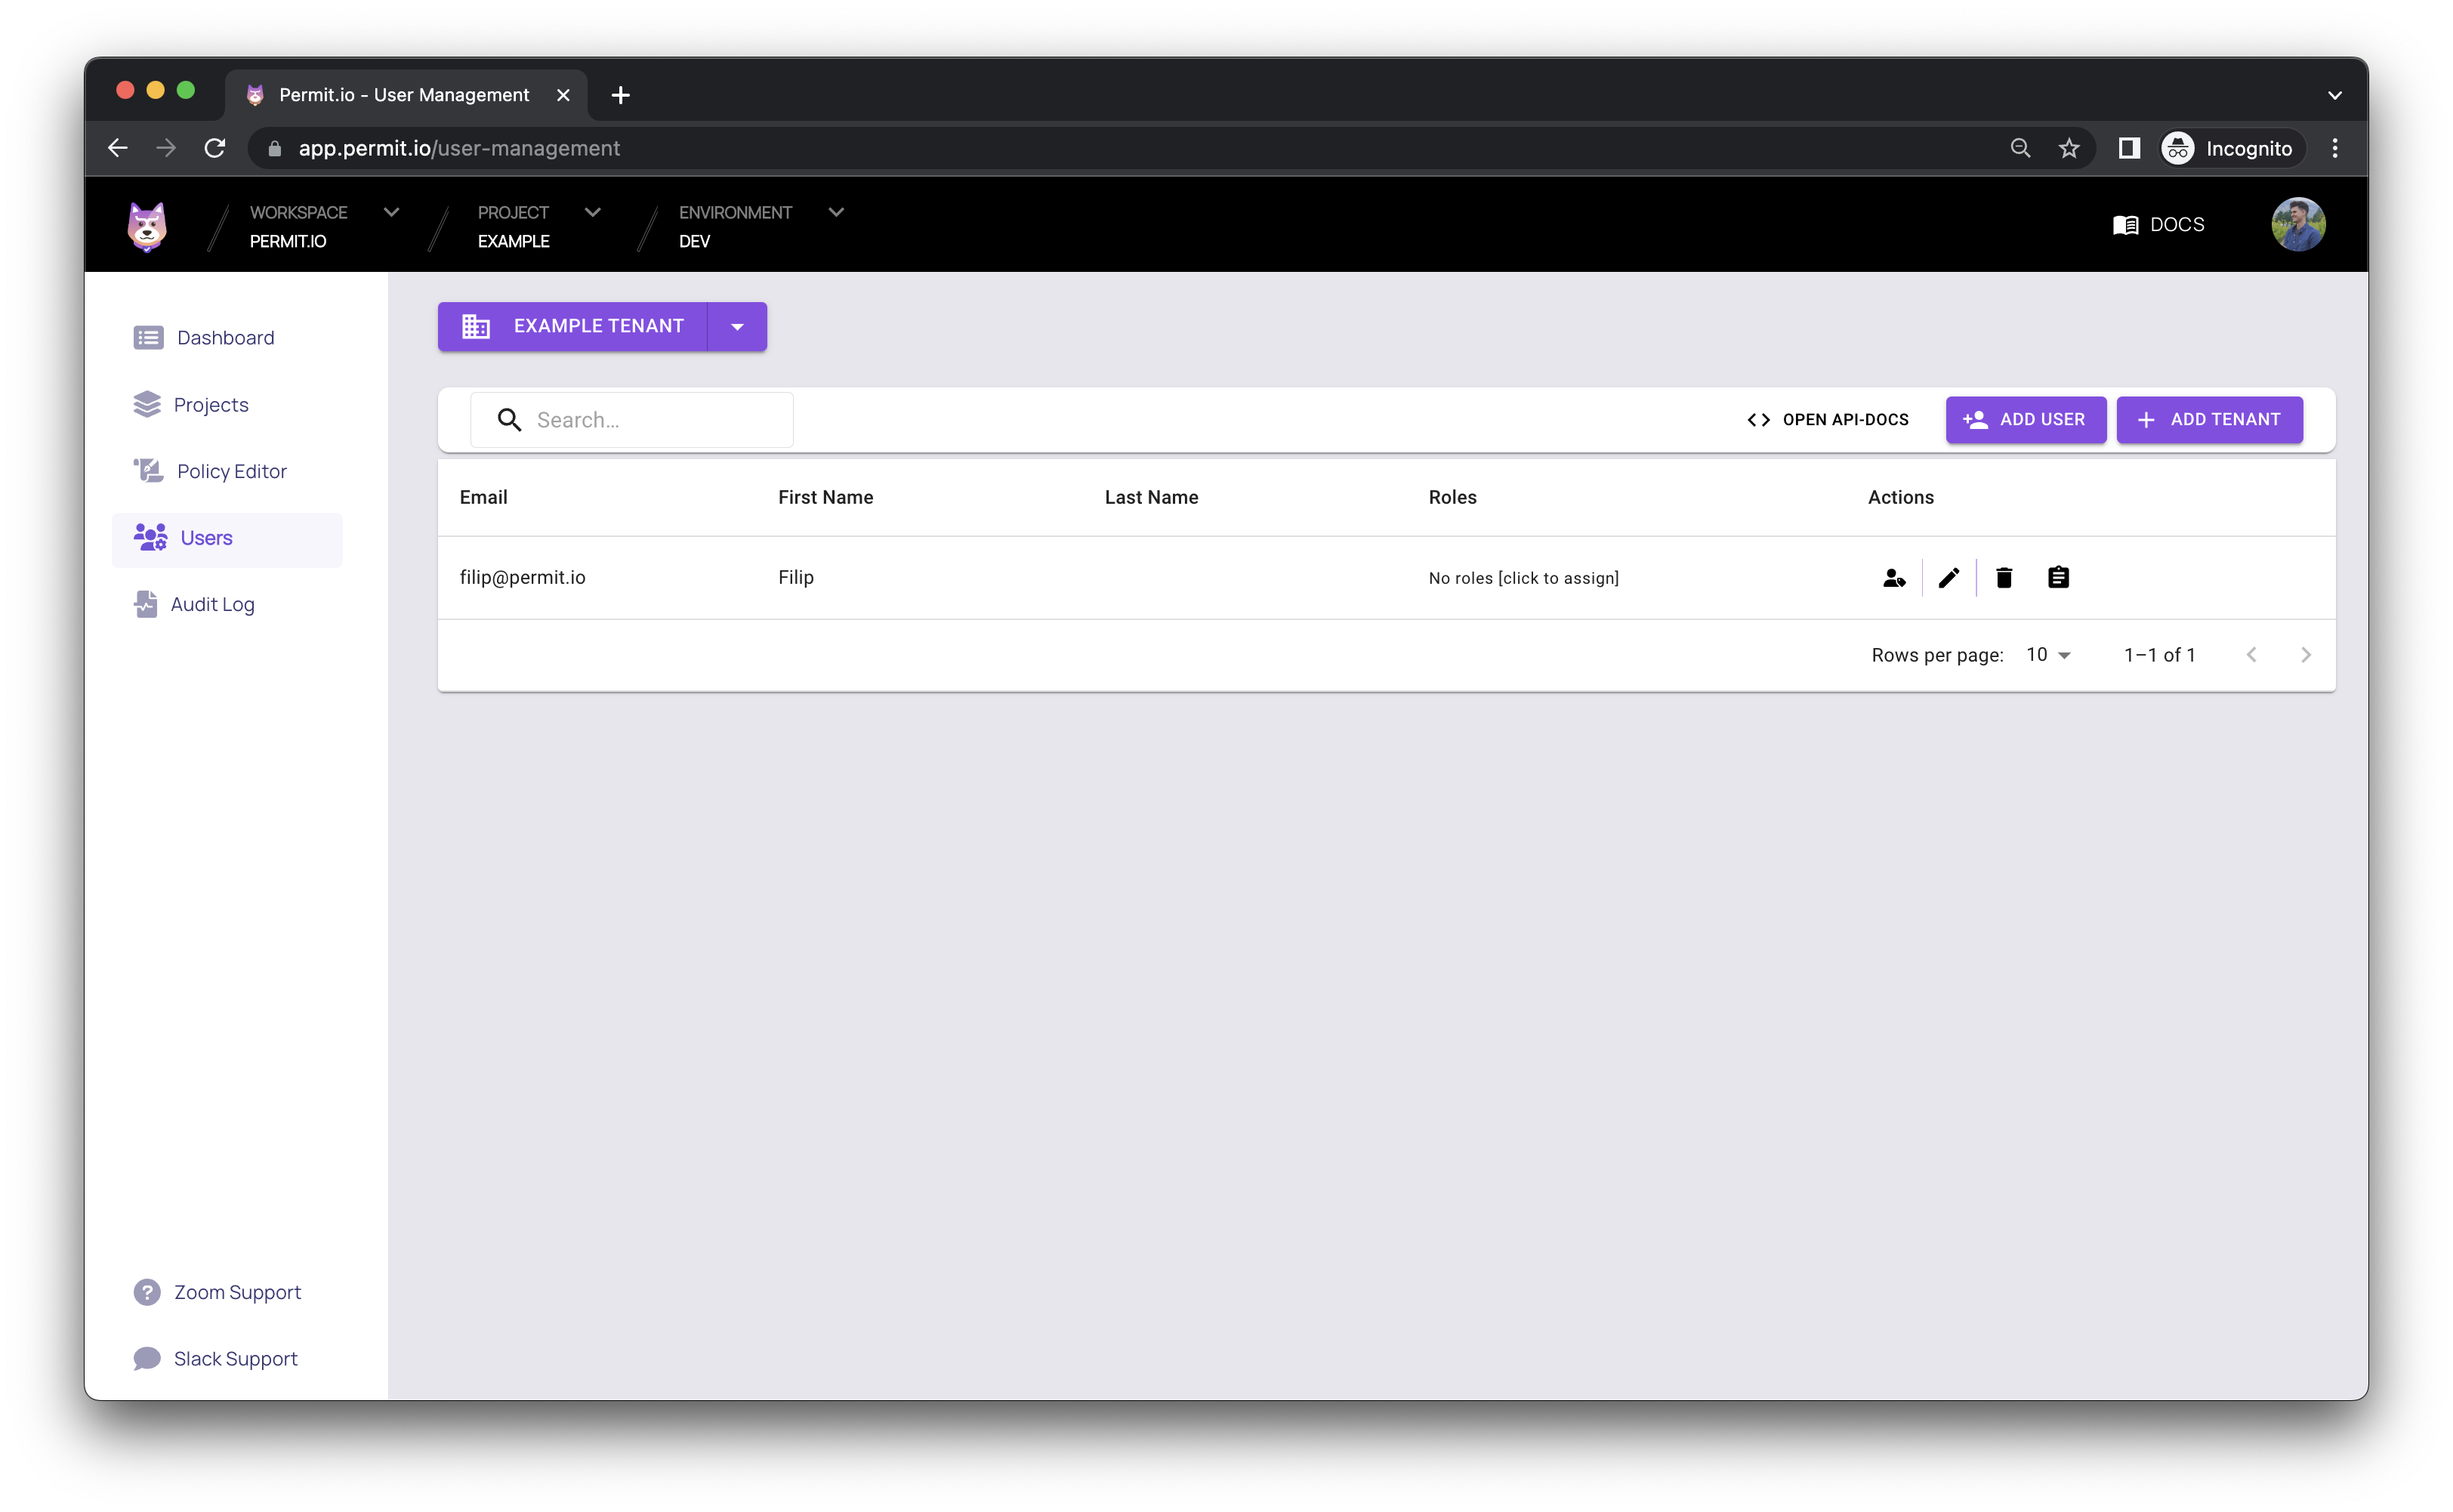 Permit.io - User Management
app.permit.io/user-management
Incognito
WORKSPACE
PERMIT.IO
PROJECT
EXAMPLE
ENVIRONMENT
DEV
DOCS
Dashboard
Projects
Policy Editor
Users
Audit Log
Zoom Support
Slack Support
EXAMPLE TENANT
Search...
OPEN API-DOCS
ADD USER
ADD TENANT
Email First Name Last Name Roles Actions
filip@permit.io Filip No roles [click to assign]
Rows per page: 10 1–1 of 1